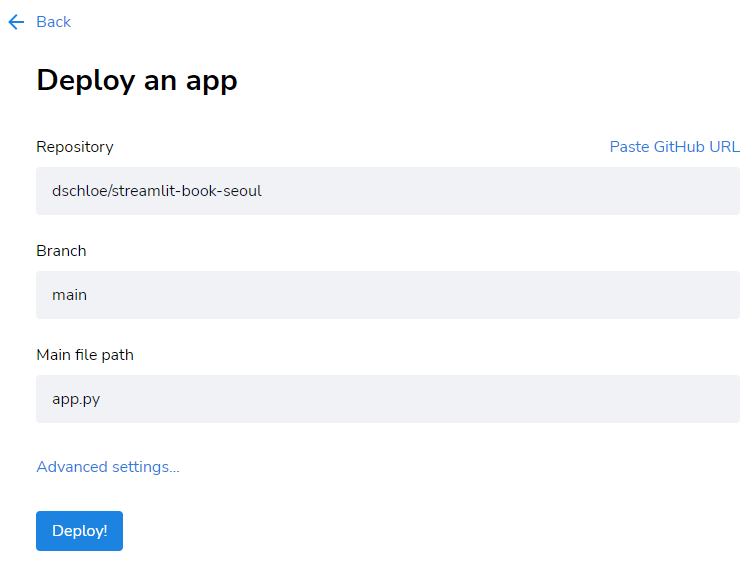 Back
Deploy an app
Repository Paste GitHub URL
dschloe/streamlit-book-seoul
Branch
main
Main file path
app.py
Advanced settings...
Deploy!